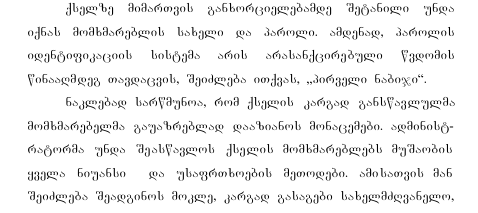 ქსელზე მიმართვის განხორციელებამდე შეტანილი უნდა
იქნას მომხმარებლის სახელი და პაროლი. ამდენად, პაროლის
იდენტიფიკაციის სისტემა არის არასანქცირებული წვდომის
წინააღმდეგ თავდაცვის, შეიძლება ითქვას, „პირველი ნაბიჯი“.
ნაკლებად სარწმუნოა, რომ ქსელის კარგად განსწავლულმა
მომხმარებელმა გაუაზრებლად დააზიანოს მონაცემები. ადმინისტ-
რატორმა უნდა შეასწავლოს ქსელის მომხმარებლებს მუშაობის
ყველა ნიუანსი და უსაფრთხოების მეთოდები. ამისათვის მან
შეიძლება შეადგინოს მოკლე, კარგად გასაგები სახელმძღვანელო,